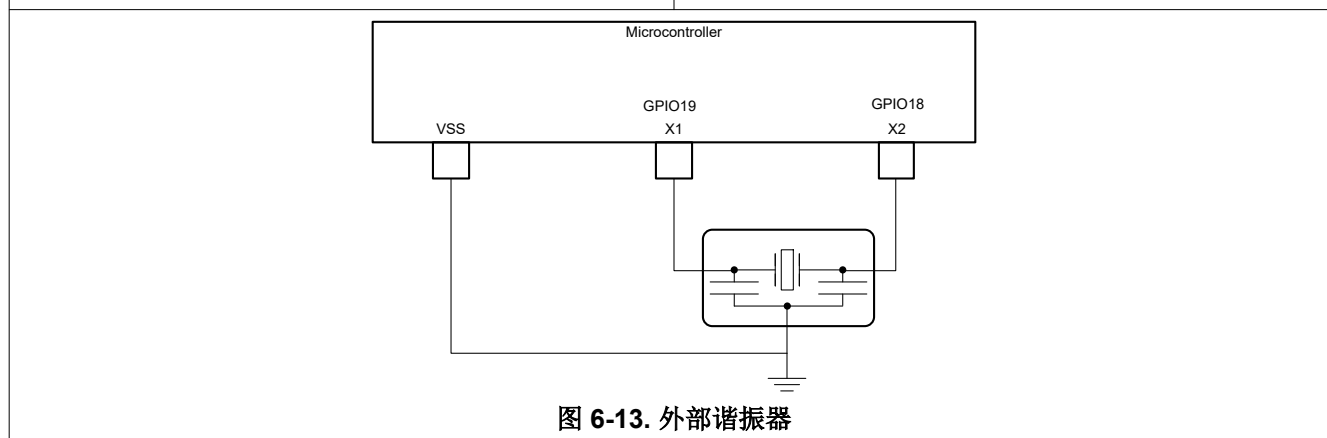 Microcontroller
GPIO19
GPIO18
VSS
X1
X2
图 6-13. 外部谐振器